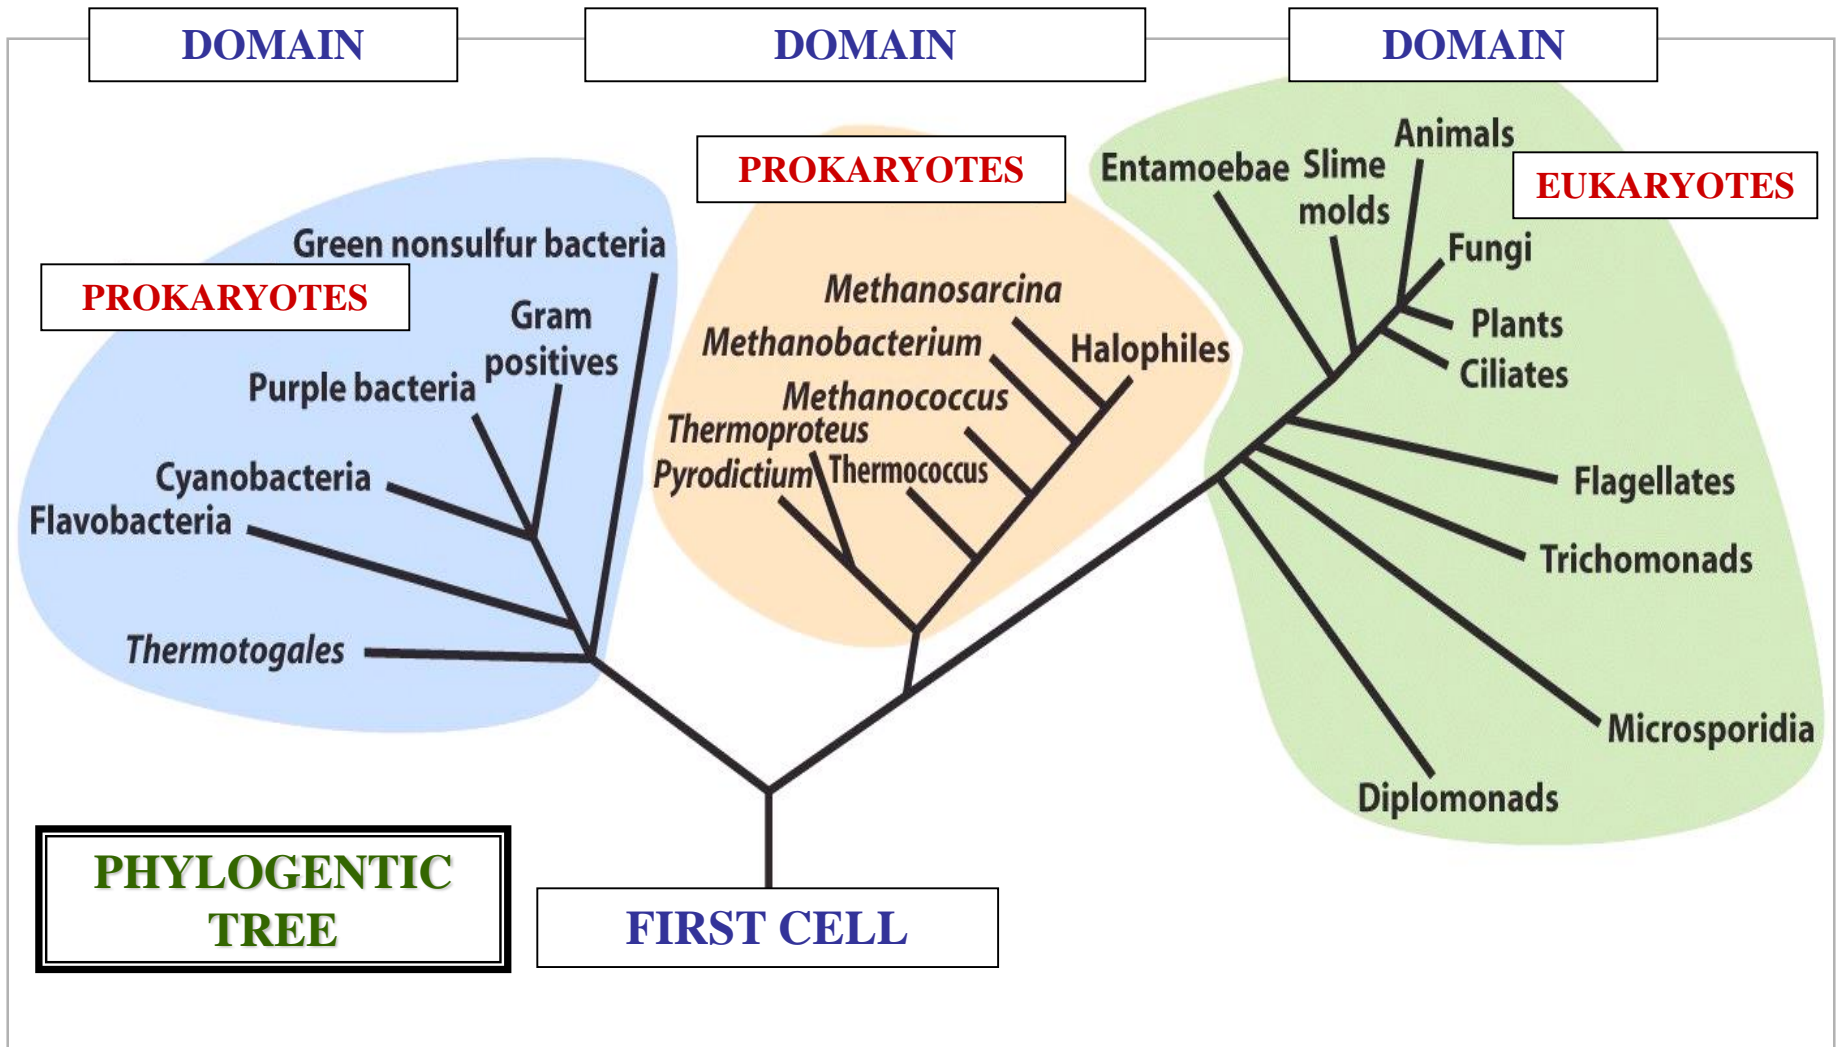 DOMAIN
DOMAIN
DOMAIN
PROKARYOTES
Green nonsulfur bacteria
Gram
positives
Purple bacteria
Cyanobacteria
Flavobacteria
Thermotogales
PROKARYOTES
Methanosarcina
Methanobacterium
Halophiles
Methanococcus
Thermoproteus
Pyrodictium
Thermococcus
EUKARYOTES
Animals
Entamoebae
Slime
molds
Fungi
Plants
Ciliates
Flagellates
Trichomonads
Microsporidia
Diplomonads
PHYLOGENTIC
TREE
FIRST CELL